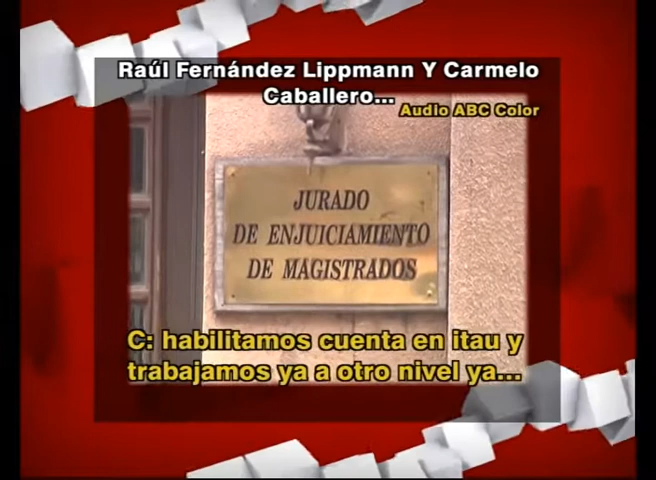 Raúl Fernández Lippmann Y Carmelo
Caballero...
Audio ABC Color
JURADO
DE ENJUICIAMIENTO
DE MAGISTRADOS
C: habilitamos cuenta en itau y
trabajamos ya a otro nivel ya...